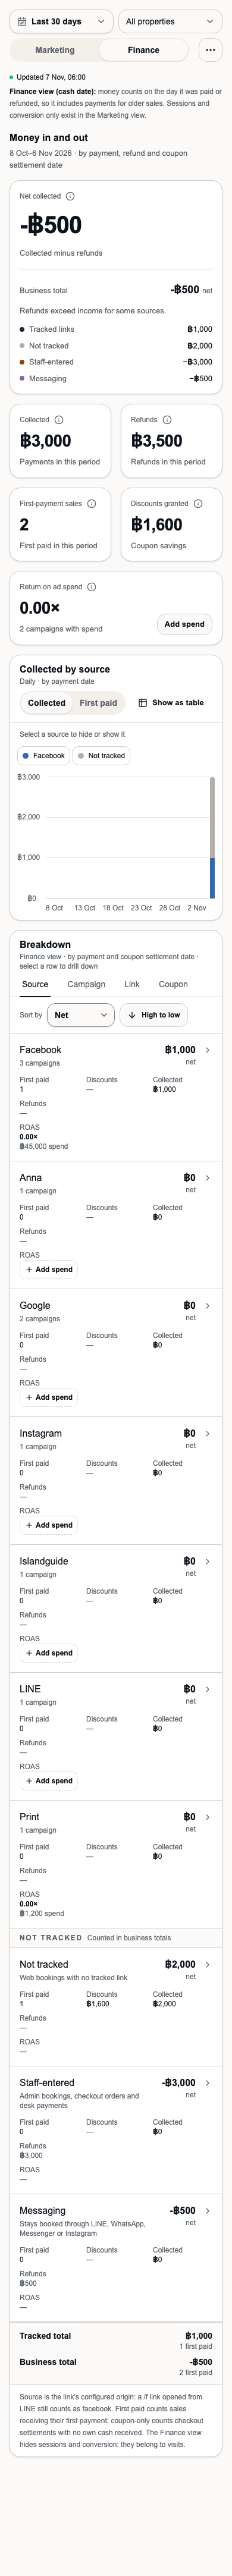 Last 30 days
All properties
Marketing
Finance
Updated 7 Nov, 06:00
Finance view (cash date): money counts on the day it was paid or
refunded, so it includes payments for older sales. Sessions and
conversion only exist in the Marketing view.
Money in and out
8 Oct–6 Nov 2026 · by payment, refund and coupon
settlement date
Net collected
-฿500
Collected minus refunds
Business total
-฿500 net
Refunds exceed income for some sources.
Tracked links
฿1,000
Not tracked
฿2,000
Staff-entered
−฿3,000
Messaging
−฿500
Collected
฿3,000
Payments in this period
Refunds
฿3,500
Refunds in this period
First-payment sales
2
First paid in this period
Discounts granted
฿1,600
Coupon savings
Return on ad spend
0.00×
2 campaigns with spend
Add spend
Collected by source
Daily · by payment date
Collected
First paid
Show as table
Select a source to hide or show it
Facebook
Not tracked
฿3,000
฿2,000
฿1,000
฿0
8 Oct 13 Oct 18 Oct 23 Oct 28 Oct 2 Nov
Breakdown
Finance view · by payment and coupon settlement date ·
select a row to drill down
Source
Campaign
Link
Coupon
Sort by
Net
High to low
Facebook
฿1,000
3 campaigns
net
First paid Discounts Collected
1 — ฿1,000
Refunds
—
ROAS
0.00×
฿45,000 spend
Anna
฿0
1 campaign
net
First paid Discounts Collected
0 — ฿0
Refunds
—
ROAS
Add spend
Google
฿0
2 campaigns
net
First paid Discounts Collected
0 — ฿0
Refunds
—
ROAS
Add spend
Instagram
฿0
1 campaign
net
First paid Discounts Collected
0 — ฿0
Refunds
—
ROAS
Add spend
Islandguide
฿0
1 campaign
net
First paid Discounts Collected
0 — ฿0
Refunds
—
ROAS
Add spend
LINE
฿0
1 campaign
net
First paid Discounts Collected
0 — ฿0
Refunds
—
ROAS
Add spend
Print
฿0
1 campaign
net
First paid Discounts Collected
0 — ฿0
Refunds
—
ROAS
0.00×
฿1,200 spend
NOT TRACKED Counted in business totals
Not tracked
฿2,000
Web bookings with no tracked link
net
First paid Discounts Collected
1 ฿1,600 ฿2,000
Refunds
—
ROAS
—
Staff-entered
-฿3,000
Admin bookings, checkout orders and
desk payments
net
First paid Discounts Collected
0 — ฿0
Refunds
฿3,000
ROAS
—
Messaging
-฿500
Stays booked through LINE, WhatsApp,
Messenger or Instagram
net
First paid Discounts Collected
0 — ฿0
Refunds
฿500
ROAS
—
Tracked total
฿1,000
1 first paid
Business total
-฿500
2 first paid
Source is the link's configured origin: a /f link opened from
LINE still counts as facebook. First paid counts sales
receiving their first payment; coupon-only counts checkout
settlements with no own cash received. The Finance view
hides sessions and conversion: they belong to visits.